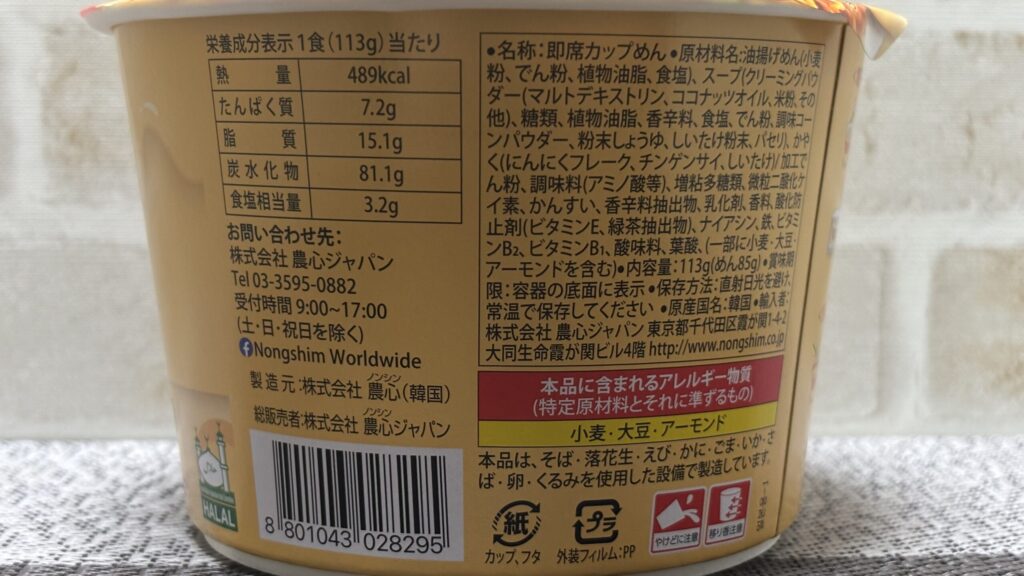 栄養成分表示 1食(113g)当たり
熱量 489kcal
たんぱく質 7.2g
脂質 15.1g
炭水化物 81.1g
食塩相当量 3.2g
お問い合わせ先:
株式会社 農心ジャパン
Tel 03-3595-0882
受付時間 9:00~17:00
(土・日・祝日を除く)
Nongshim Worldwide
製造元:株式会社 農心(韓国)
ノンシン
総販売者:株式会社 農心ジャパン
ノンシン
HALAL
8 801043 028295
●名称:即席カップめん ●原材料名:油揚げめん(小麦
粉、でん粉、植物油脂、食塩)、スープ(クリーミングパウ
ダー(マルトデキストリン、ココナッツオイル、米粉、その
他)、糖類、植物油脂、香辛料、食塩、でん粉、調味コー
ンパウダー、粉末しょうゆ、しいたけ粉末、パセリ)、かや
く(にんにくフレーク、チンゲンサイ、しいたけ)/加工で
ん粉、調味料(アミノ酸等)、増粘多糖類、微粒二酸化ケ
イ素、かんすい、香辛料抽出物、乳化剤、香料、酸化防
止剤(ビタミンE、緑茶抽出物)、ナイアシン、鉄、ビタミ
ンB₂、ビタミンB₁、酸味料、葉酸、(一部に小麦・大豆・
アーモンドを含む) ●内容量:113g(めん85g) ●賞味期
限:容器の底面に表示 ●保存方法:直射日光を避け、
常温で保存してください ●原産国名:韓国 ●輸入者:
株式会社 農心ジャパン 東京都千代田区霞が関1-4-2
大同生命霞が関ビル4階 http://www.nongshim.co.jp
本品に含まれるアレルギー物質
(特定原材料とそれに準ずるもの)
小麦・大豆・アーモンド
本品は、そば・落花生・えび・かに・ごま・いか・さ
ば・卵・くるみを使用した設備で製造しています。
紙
カップ、フタ
プラ
外装フィルム:PP
やけどに注意
移り香注意